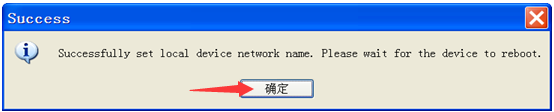 Success
Successfully set local device network name. Please wait for the device to reboot.
确定